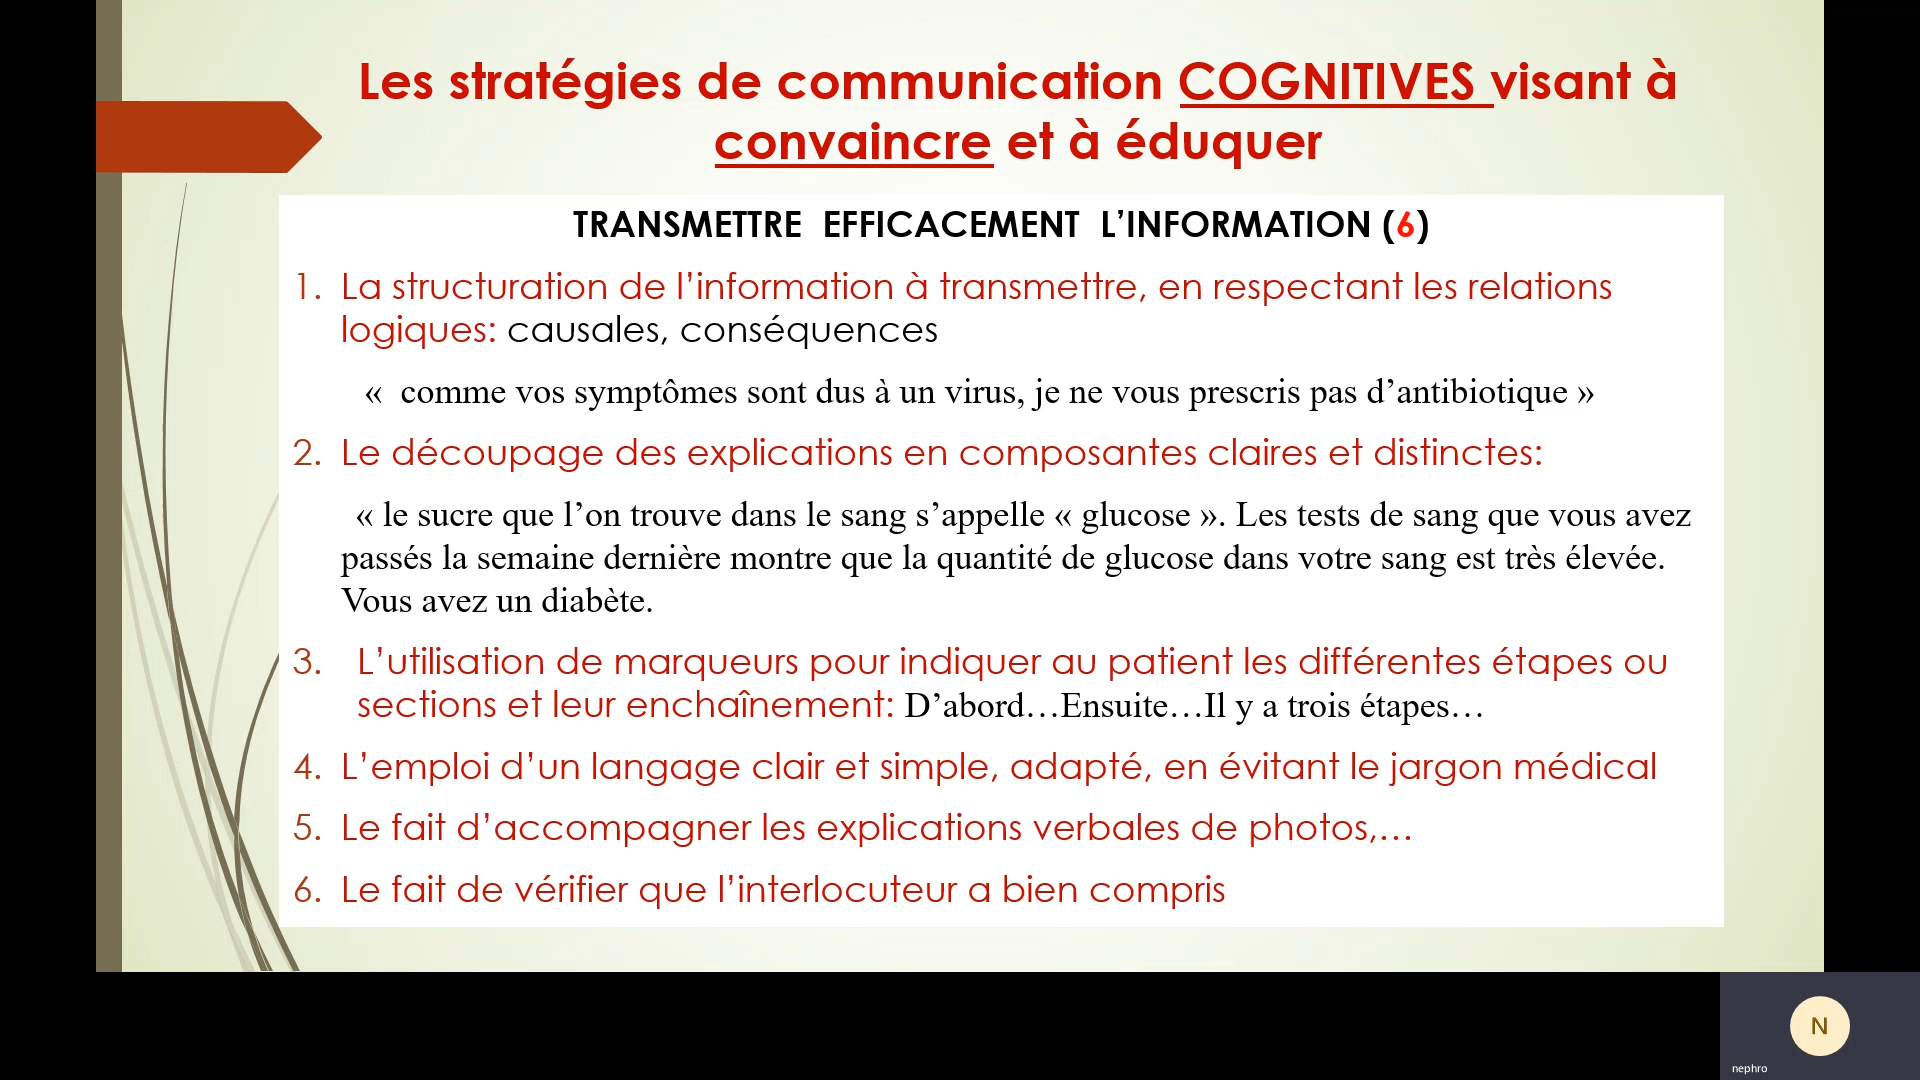 Les stratégies de communication COGNITIVES visant à
convaincre et à éduquer
TRANSMETTRE EFFICACEMENT L’INFORMATION (6)
1. La structuration de l’information à transmettre, en respectant les relations
logiques: causales, conséquences
« comme vos symptômes sont dus à un virus, je ne vous prescris pas d’antibiotique »
2. Le découpage des explications en composantes claires et distinctes:
« le sucre que l’on trouve dans le sang s’appelle « glucose ». Les tests de sang que vous avez
passés la semaine dernière montre que la quantité de glucose dans votre sang est très élevée.
Vous avez un diabète.
3. L’utilisation de marqueurs pour indiquer au patient les différentes étapes ou
sections et leur enchaînement: D’abord…Ensuite…Il y a trois étapes…
4. L’emploi d’un langage clair et simple, adapté, en évitant le jargon médical
5. Le fait d’accompagner les explications verbales de photos,…
6. Le fait de vérifier que l’interlocuteur a bien compris
N
nephro